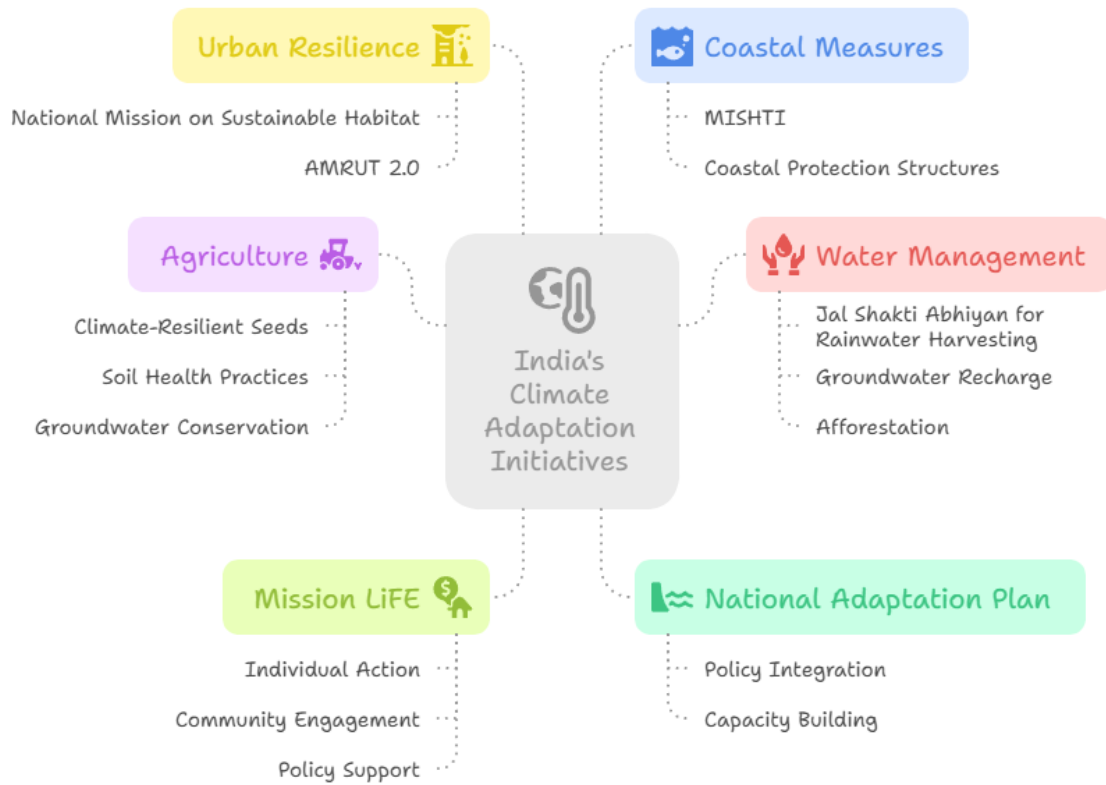 Urban Resilience
National Mission on Sustainable Habitat
AMRUT 2.0
Coastal Measures
MISHTI
Coastal Protection Structures
Agriculture
Climate-Resilient Seeds
Soil Health Practices
Groundwater Conservation
India's
Climate
Adaptation
Initiatives
Water Management
Jal Shakti Abhiyan for
Rainwater Harvesting
Groundwater Recharge
Afforestation
Mission LiFE
$
Individual Action
Community Engagement
Policy Support
National Adaptation Plan
Policy Integration
Capacity Building